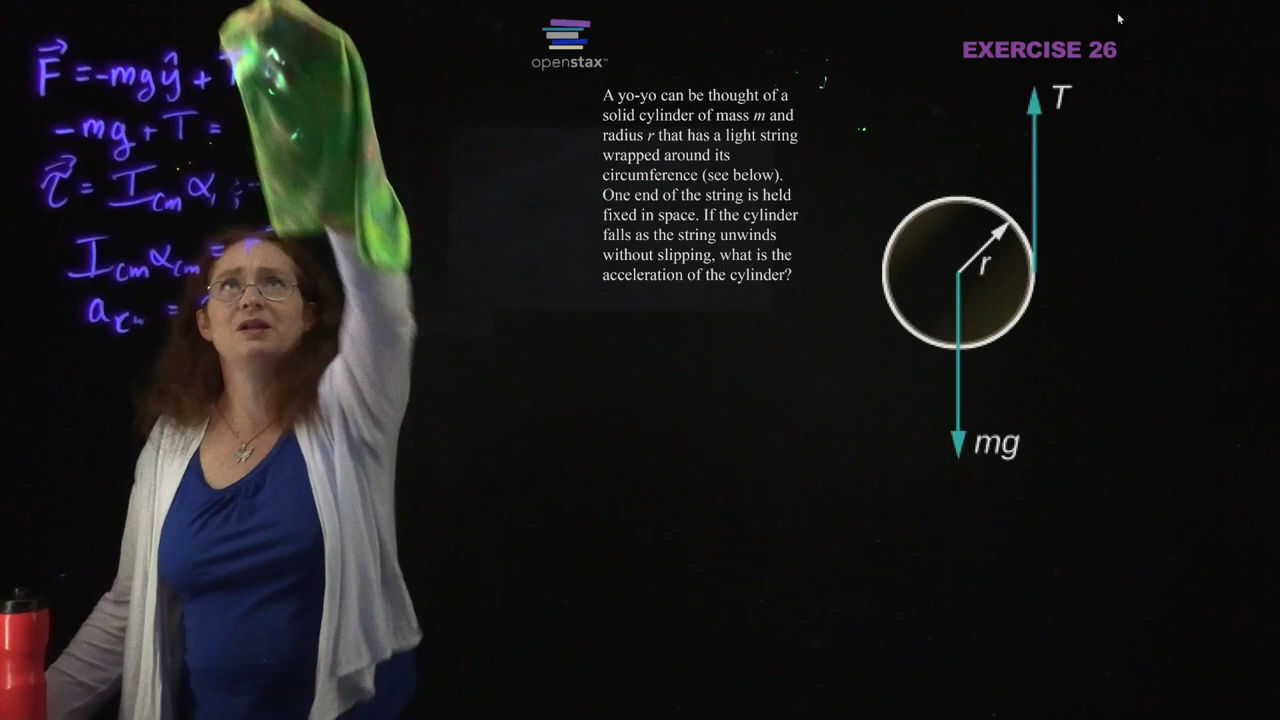 F⃗ = -mgŷ + T
-mg + T =
τ⃗ = I_cm α,
I_cm α_cm = r
a =
openstax™
A yo-yo can be thought of a
solid cylinder of mass m and
radius r that has a light string
wrapped around its
circumference (see below).
One end of the string is held
fixed in space. If the cylinder
falls as the string unwinds
without slipping, what is the
acceleration of the cylinder?
EXERCISE 26
T
r
mg